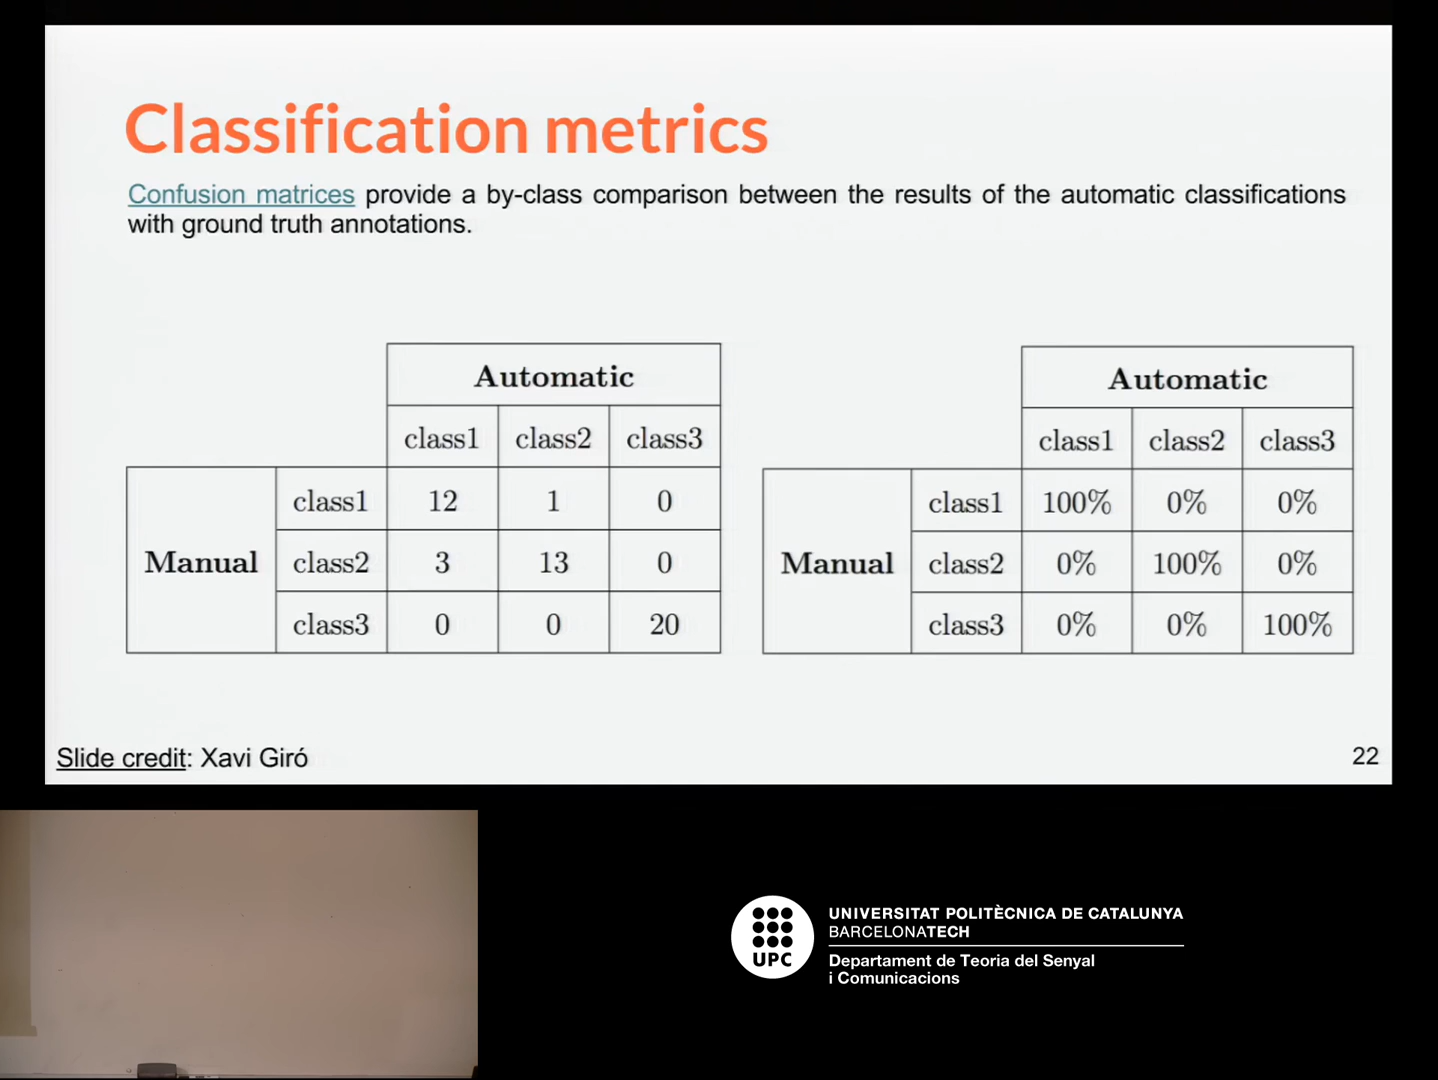 Classification metrics
Confusion matrices provide a by-class comparison between the results of the automatic classifications
with ground truth annotations.
Automatic
class1 class2 class3
Manual
class1 12 1 0
class2 3 13 0
class3 0 0 20
Automatic
class1 class2 class3
Manual
class1 100% 0% 0%
class2 0% 100% 0%
class3 0% 0% 100%
Slide credit: Xavi Giró
22
UPC
UNIVERSITAT POLITÈCNICA DE CATALUNYA
BARCELONATECH
Departament de Teoria del Senyal
i Comunicacions